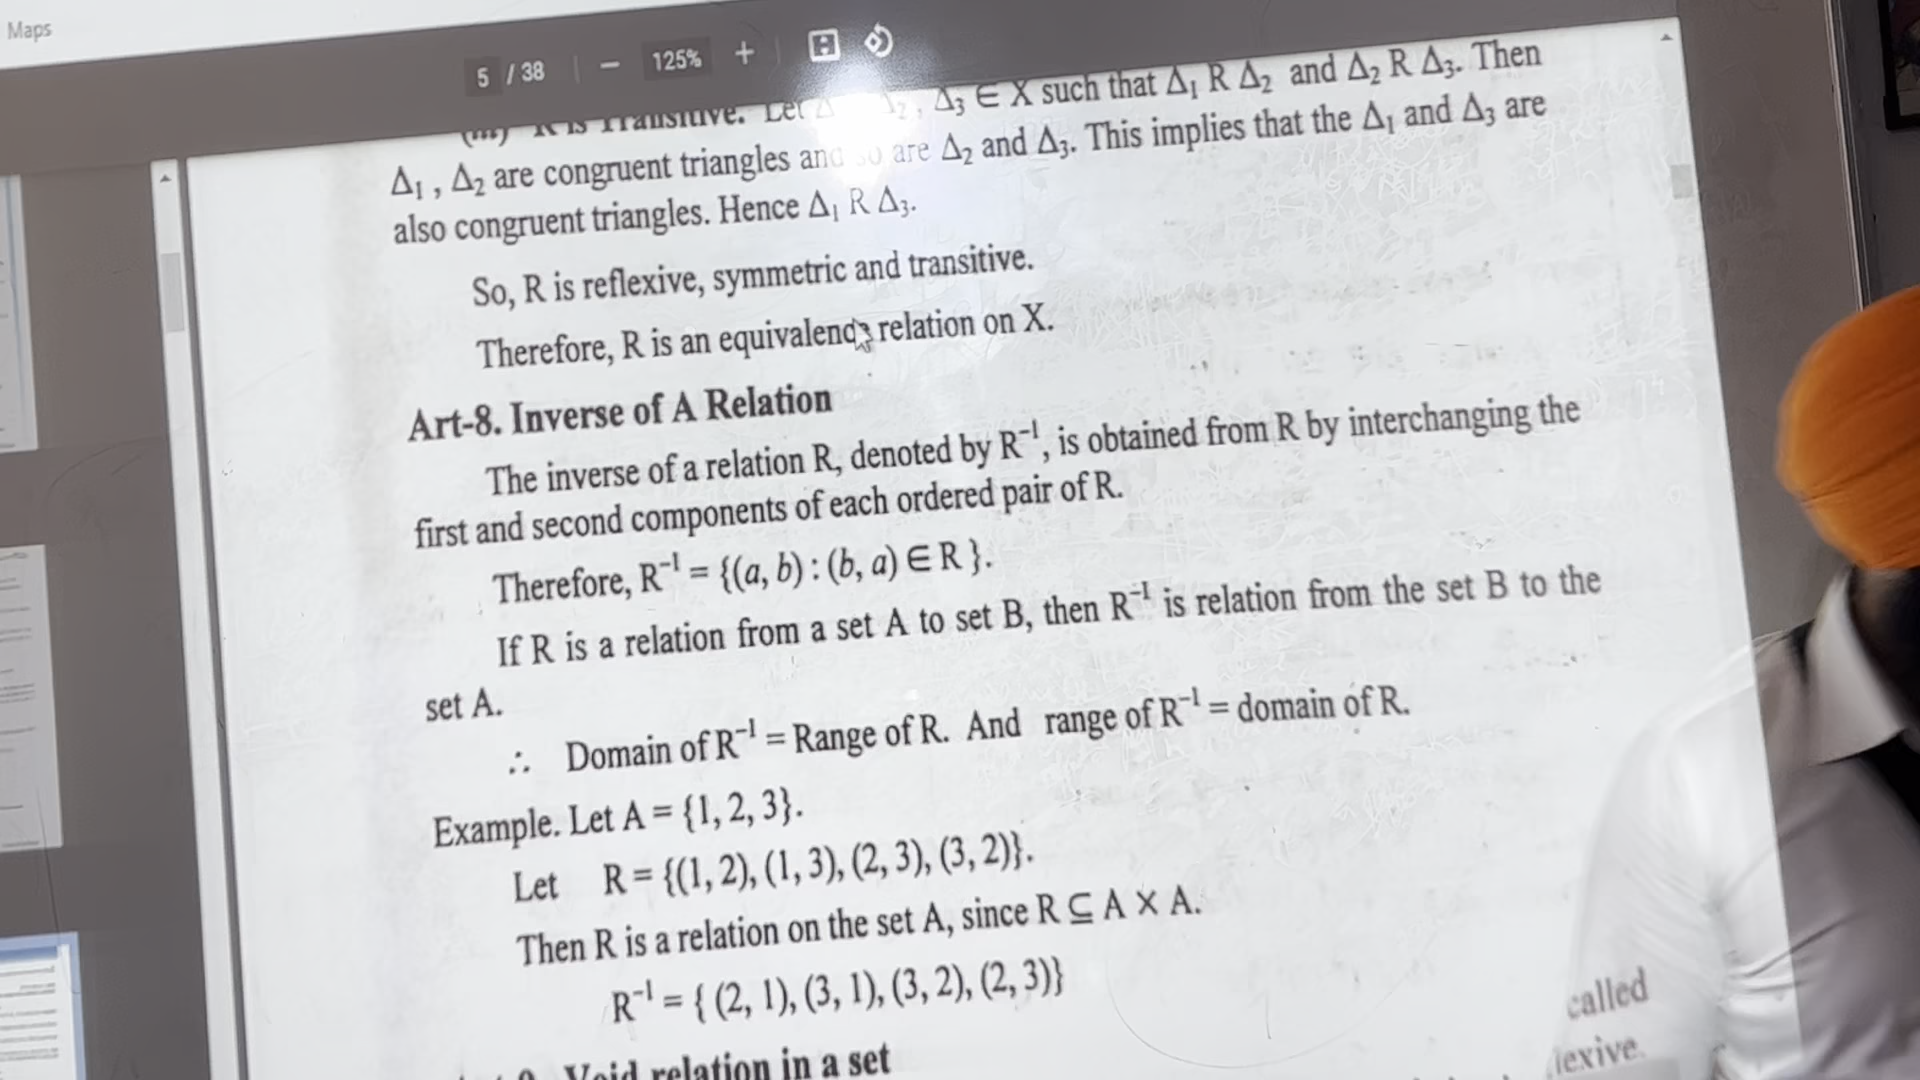 Maps
5 / 38 − 125% +
(iii) R is Transitive. Let Δ , Δ₃ ∈ X such that Δ₁ R Δ₂ and Δ₂ R Δ₃. Then
Δ₁ , Δ₂ are congruent triangles and so are Δ₂ and Δ₃. This implies that the Δ₁ and Δ₃ are
also congruent triangles. Hence Δ₁ R Δ₃.
So, R is reflexive, symmetric and transitive.
Therefore, R is an equivalence relation on X.
Art-8. Inverse of A Relation
The inverse of a relation R, denoted by R⁻¹, is obtained from R by interchanging the
first and second components of each ordered pair of R.
Therefore, R⁻¹ = {(a, b) : (b, a) ∈ R }.
If R is a relation from a set A to set B, then R⁻¹ is relation from the set B to the
set A.
∴ Domain of R⁻¹ = Range of R. And range of R⁻¹ = domain of R.
Example. Let A = {1, 2, 3}.
Let R = {(1, 2), (1, 3), (2, 3), (3, 2)}.
Then R is a relation on the set A, since R ⊆ A × A.
R⁻¹ = { (2, 1), (3, 1), (3, 2), (2, 3)}
called
Void relation in a set
lexive.